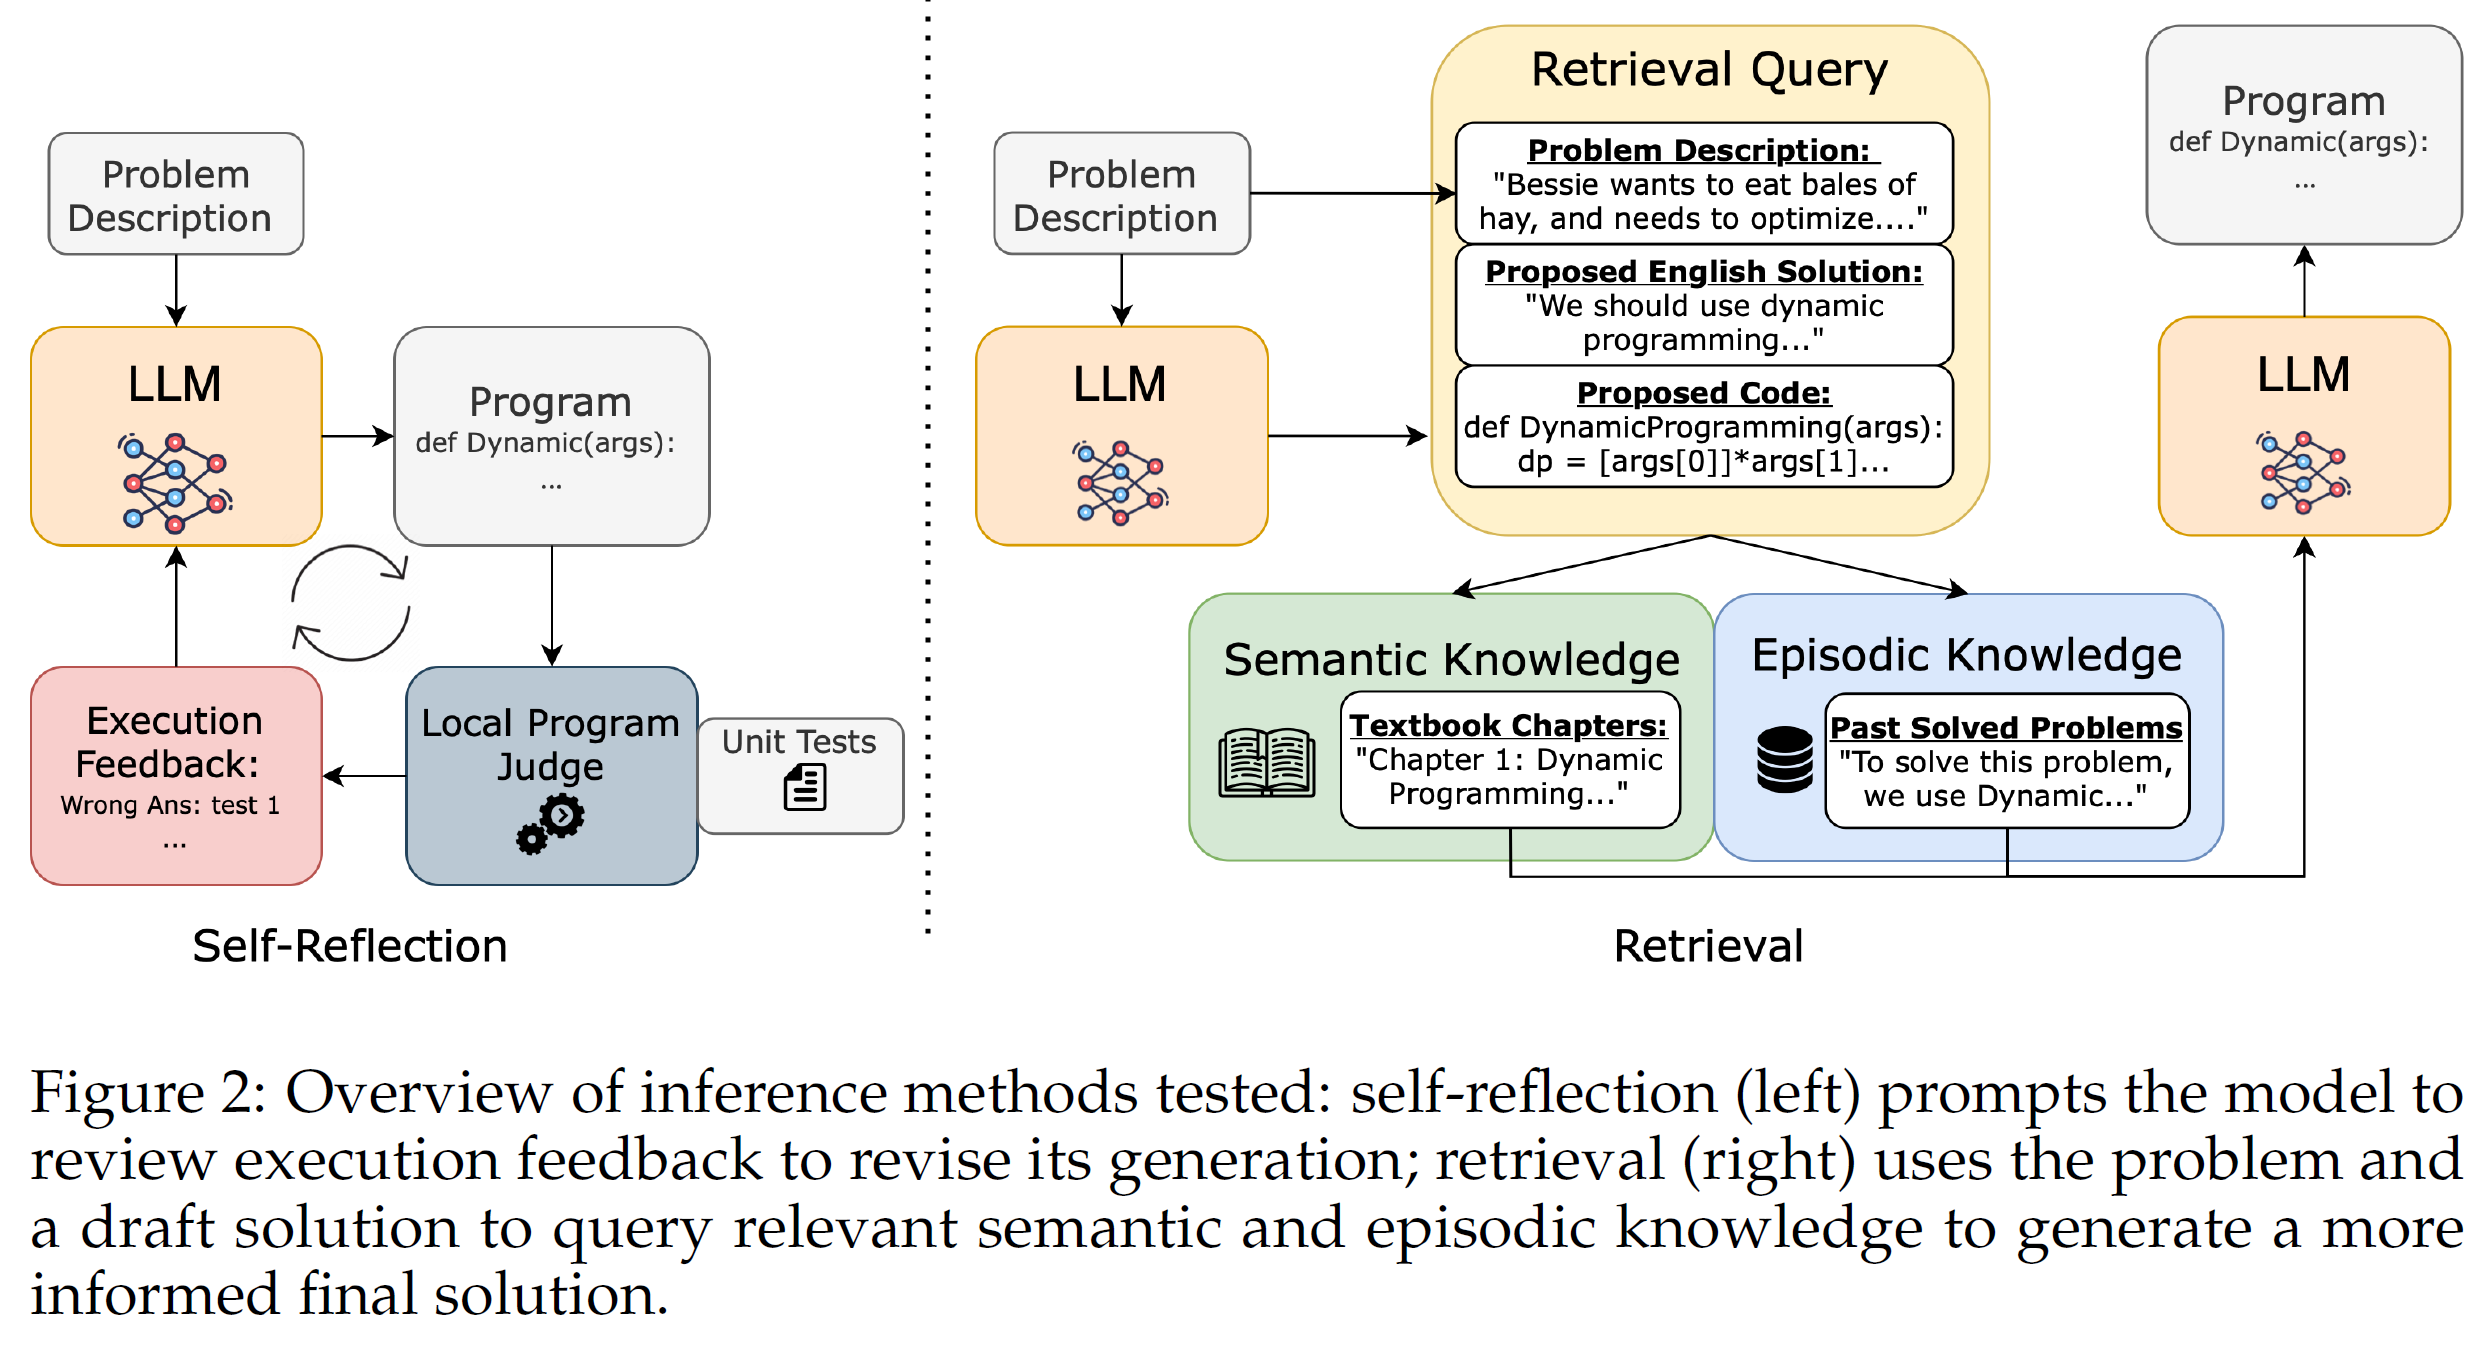 Problem
Description
LLM
Program
def Dynamic(args):
...
Execution
Feedback:
Wrong Ans: test 1
...
Local Program
Judge
Unit Tests
Self-Reflection
Problem
Description
LLM
Retrieval Query
Problem Description:
"Bessie wants to eat bales of
hay, and needs to optimize...."
Proposed English Solution:
"We should use dynamic
programming..."
Proposed Code:
def DynamicProgramming(args):
dp = [args[0]]*args[1]...
Semantic Knowledge
Textbook Chapters:
"Chapter 1: Dynamic
Programming..."
Episodic Knowledge
Past Solved Problems
"To solve this problem,
we use Dynamic..."
LLM
Program
def Dynamic(args):
...
Retrieval
Figure 2: Overview of inference methods tested: self-reflection (left) prompts the model to
review execution feedback to revise its generation; retrieval (right) uses the problem and
a draft solution to query relevant semantic and episodic knowledge to generate a more
informed final solution.